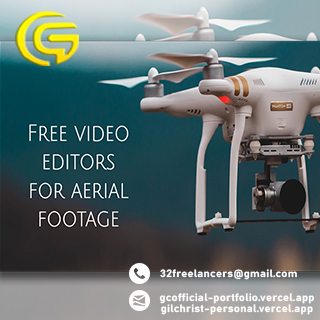 Free video
editors
for aerial
footage
32freelancers@gmail.com
gcofficial-portfolio.vercel.app
gilchrist-personal.vercel.app